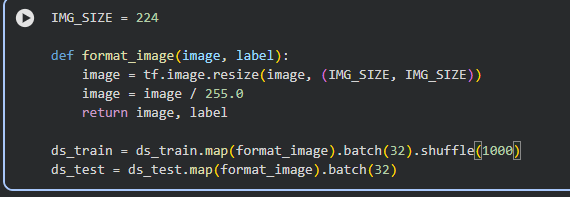 IMG_SIZE = 224
def format_image(image, label):
    image = tf.image.resize(image, (IMG_SIZE, IMG_SIZE))
    image = image / 255.0
    return image, label
ds_train = ds_train.map(format_image).batch(32).shuffle(1000)
ds_test = ds_test.map(format_image).batch(32)